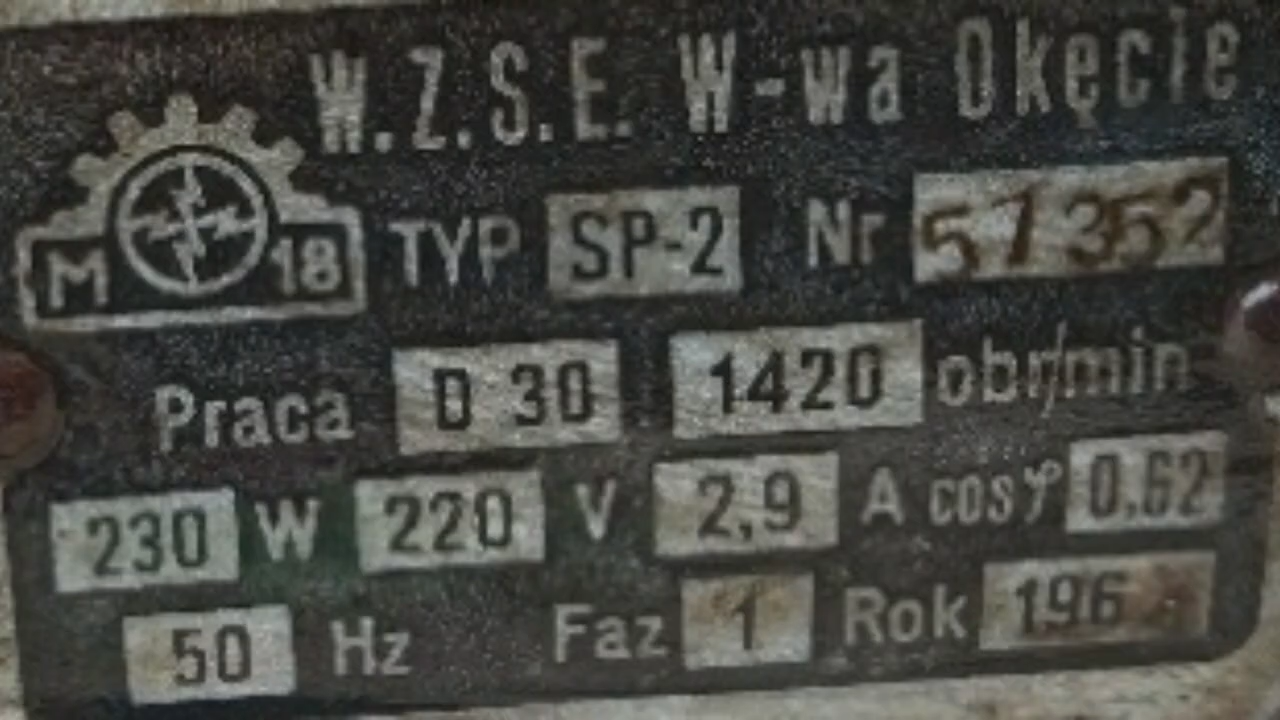 W.Z.S.E. W-wa Okęcie
M 18 TYP SP-2 Nr 57352
Praca D 30 1420 obr/min
230 W 220 V 2,9 A cosφ 0,62
50 Hz Faz 1 Rok 196